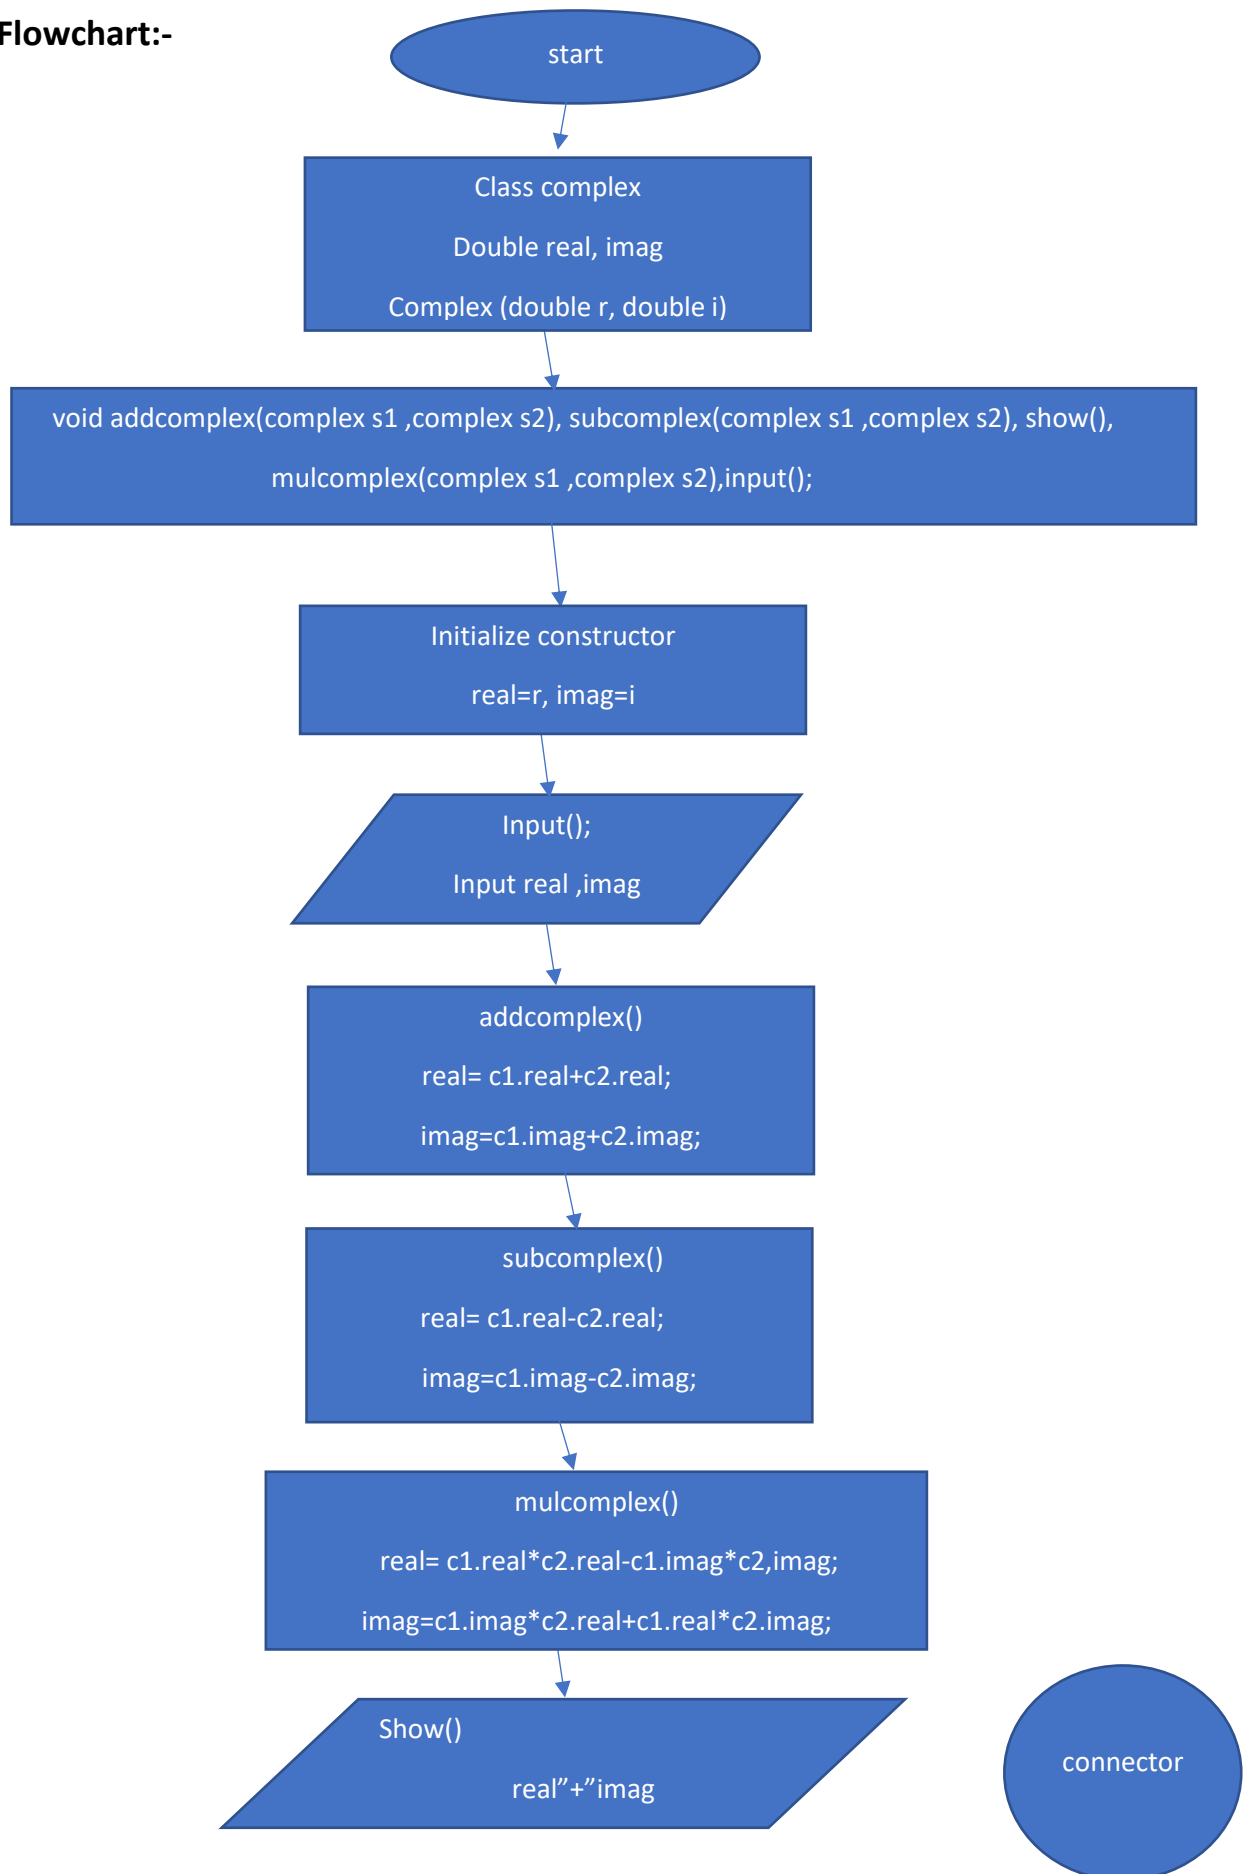 Flowchart:-
start
Class complex
Double real, imag
Complex (double r, double i)
void addcomplex(complex s1 ,complex s2), subcomplex(complex s1 ,complex s2), show(),
mulcomplex(complex s1 ,complex s2),input();
Initialize constructor
real=r, imag=i
Input();
Input real ,imag
addcomplex()
real= c1.real+c2.real;
imag=c1.imag+c2.imag;
subcomplex()
real= c1.real-c2.real;
imag=c1.imag-c2.imag;
mulcomplex()
real= c1.real*c2.real-c1.imag*c2,imag;
imag=c1.imag*c2.real+c1.real*c2.imag;
Show()
real”+”imag
connector